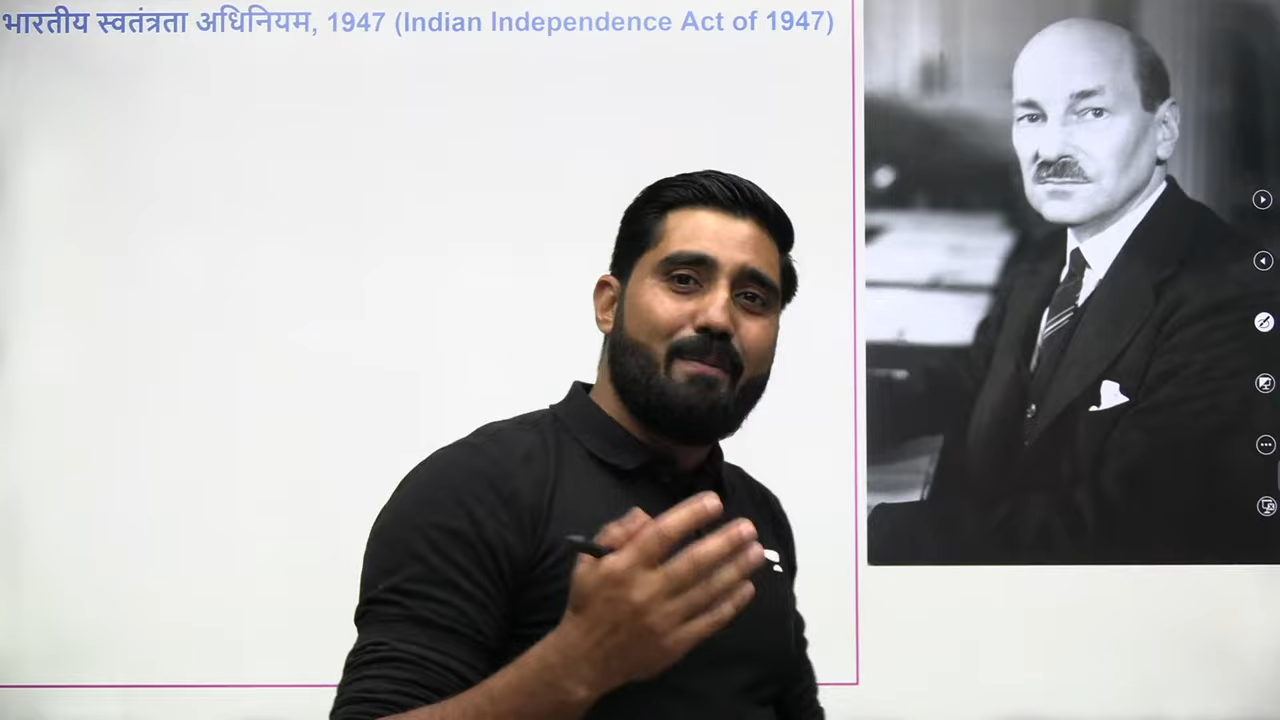 भारतीय स्वतंत्रता अधिनियम, 1947 (Indian Independence Act of 1947)